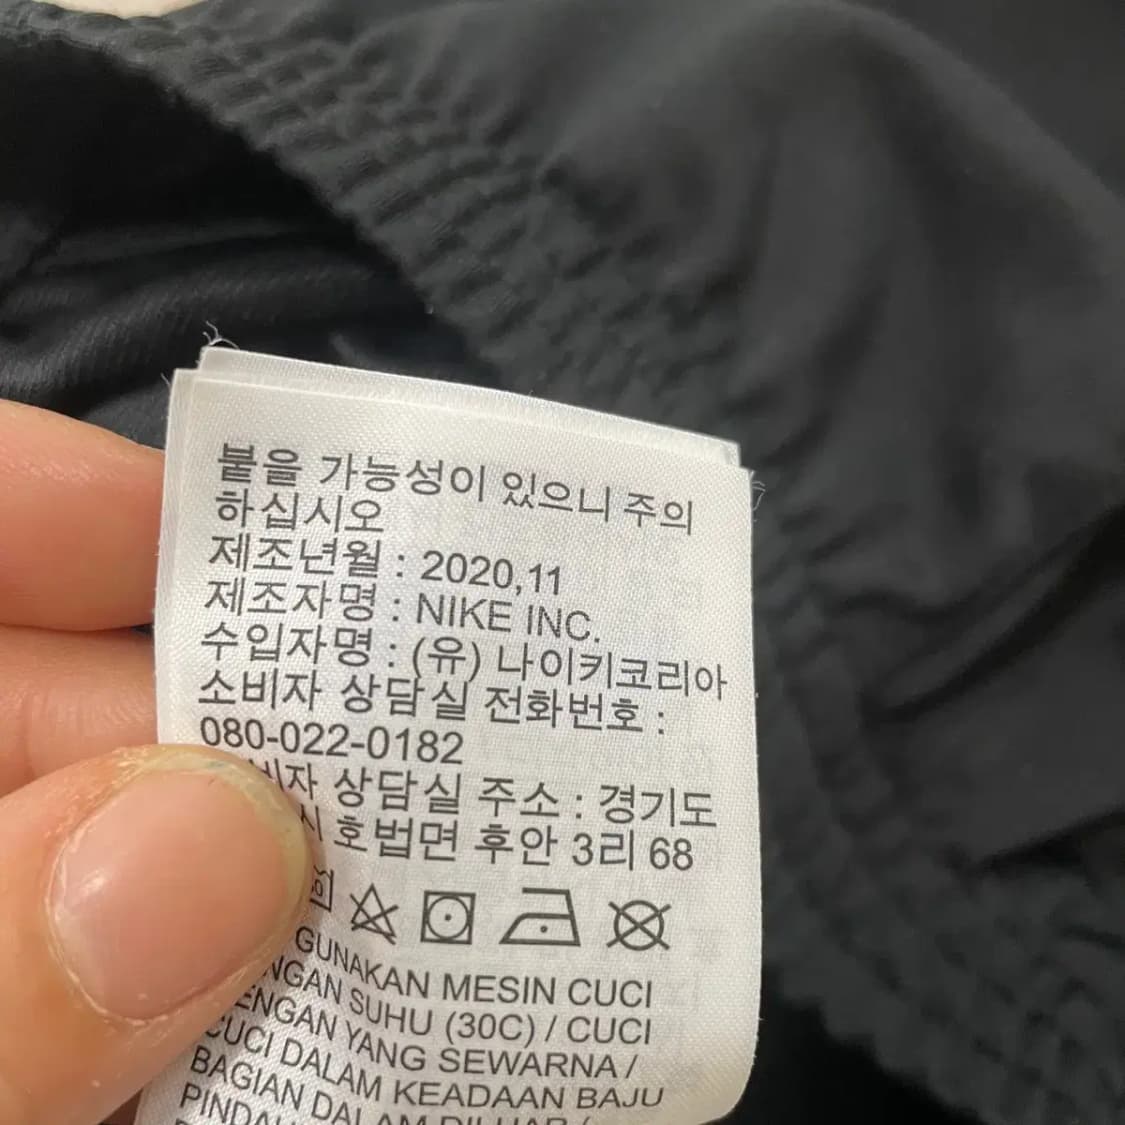 붙을 가능성이 있으니 주의
하십시오
제조년월 : 2020,11
제조자명 : NIKE INC.
수입자명 : (유) 나이키코리아
소비자 상담실 전화번호 :
080-022-0182
상담실 주소 : 경기도
호법면 후안 3리 68
GUNAKAN MESIN CUCI
SUHU (30C) / CUCI
DENGAN YANG SEWARNA /
CUCI DALAM KEADAAN BAJU
BAGIAN DALAM DILUAR /